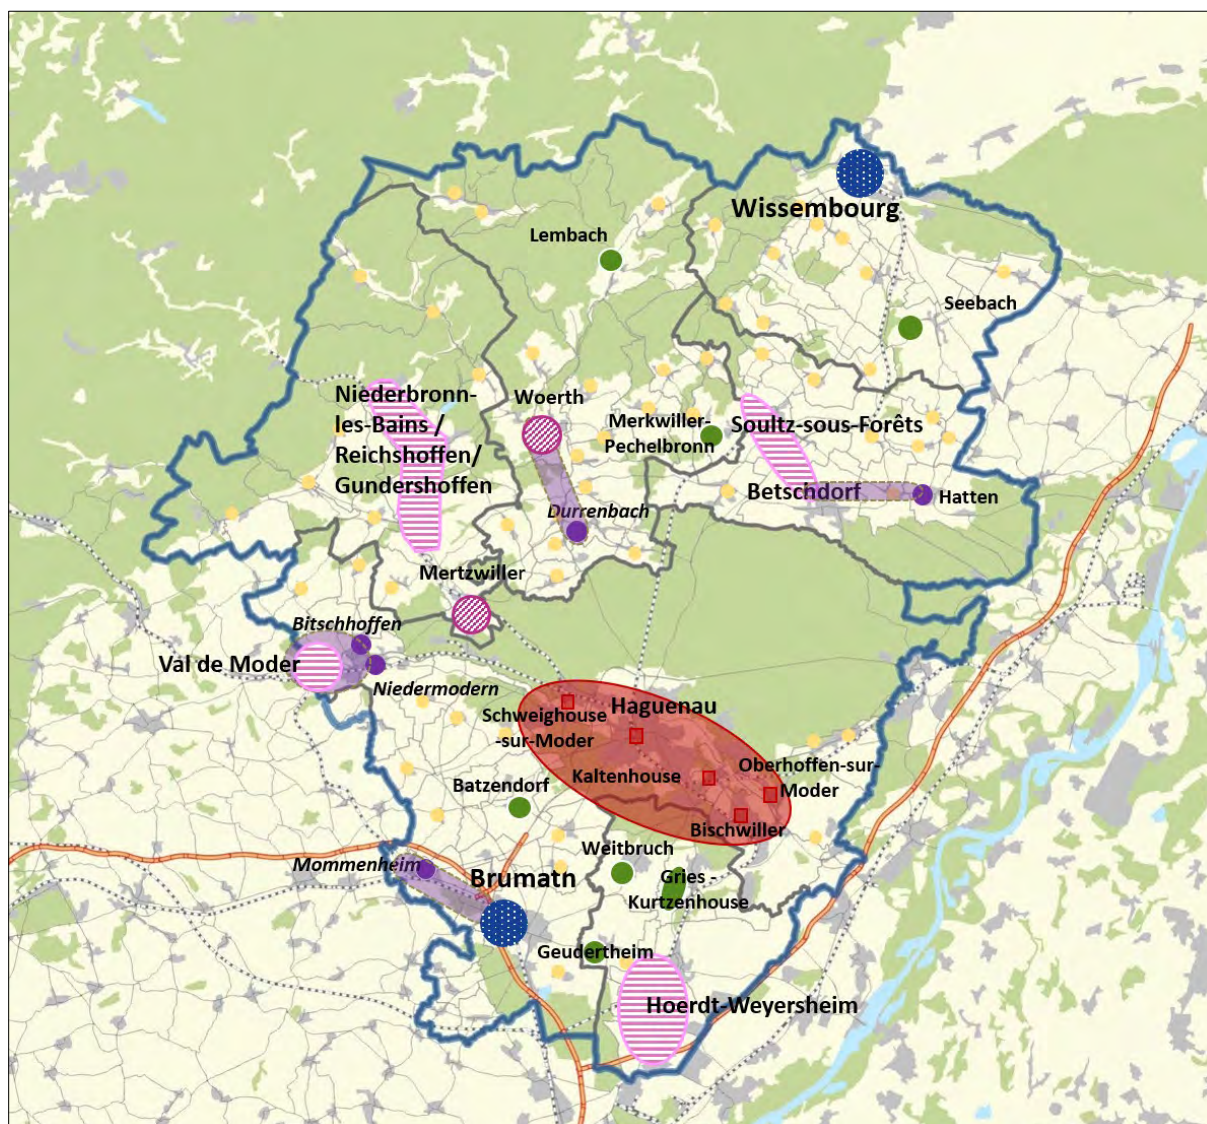 Wissembourg
Lembach
Seebach
Niederbronn-
les-Bains /
Reichshoffen/
Gundershoffen
Woerth
Merkwiller-
Pechelbronn
Soultz-sous-Forêts
Betschdorf
Hatten
Durrenbach
Mertzwiller
Bitschhoffen
Val de Moder
Niedermodern
Haguenau
Schweighouse
-sur-Moder
Kaltenhouse
Oberhoffen-sur-
Moder
Batzendorf
Bischwiller
Weitbruch
Mommenheim
Brumath
Gries -
Kurtzenhouse
Geudertheim
Hoerdt-Weyersheim